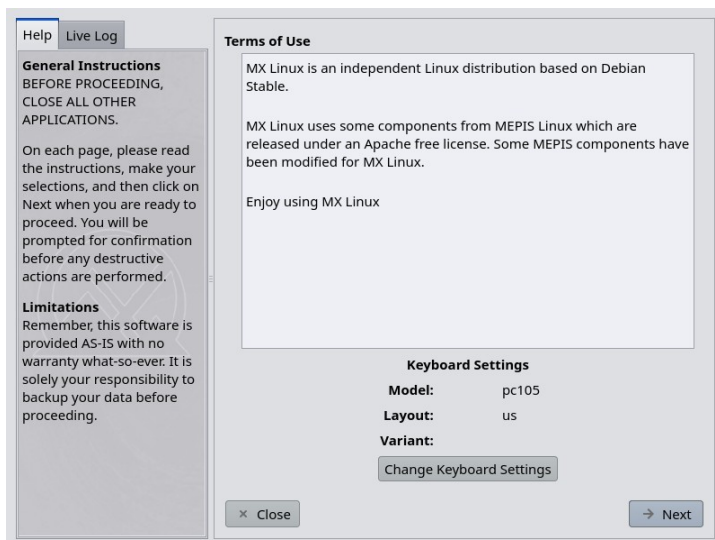 Help
Live Log
General Instructions
BEFORE PROCEEDING,
CLOSE ALL OTHER
APPLICATIONS.
On each page, please read
the instructions, make your
selections, and then click on
Next when you are ready to
proceed. You will be
prompted for confirmation
before any destructive
actions are performed.
Limitations
Remember, this software is
provided AS-IS with no
warranty what-so-ever. It is
solely your responsibility to
backup your data before
proceeding.
Terms of Use
MX Linux is an independent Linux distribution based on Debian
Stable.
MX Linux uses some components from MEPIS Linux which are
released under an Apache free license. Some MEPIS components have
been modified for MX Linux.
Enjoy using MX Linux
Keyboard Settings
Model: pc105
Layout: us
Variant:
Change Keyboard Settings
Close
Next